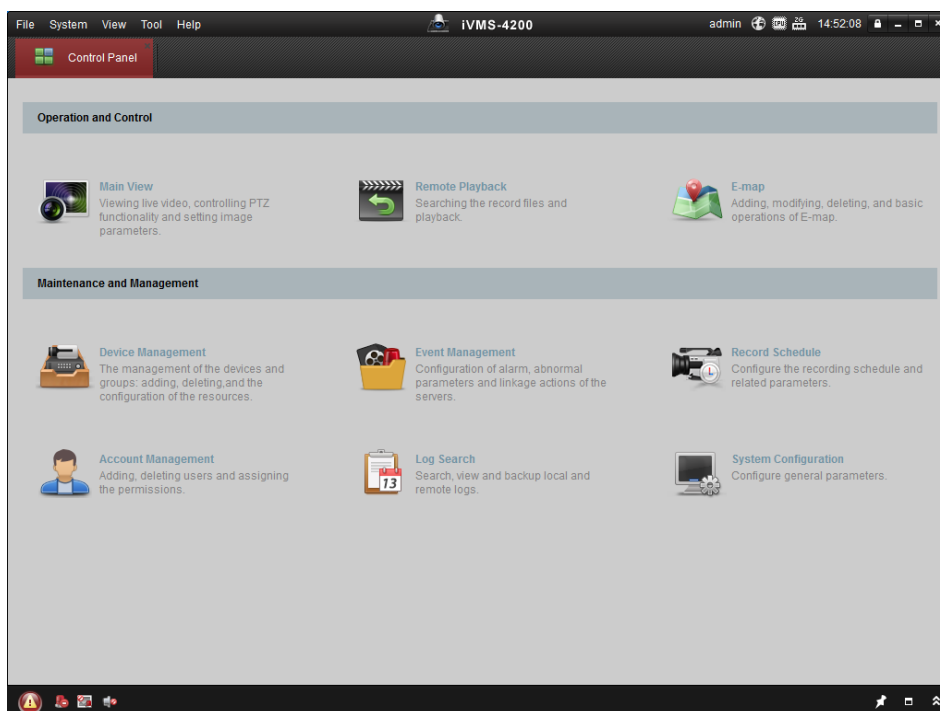 File System View Tool Help
iVMS-4200
admin CPU 2G 14:52:08
Control Panel
Operation and Control
Main View
Viewing live video, controlling PTZ
functionality and setting image
parameters.
Remote Playback
Searching the record files and
playback.
E-map
Adding, modifying, deleting, and basic
operations of E-map.
Maintenance and Management
Device Management
The management of the devices and
groups: adding, deleting,and the
configuration of the resources.
Event Management
Configuration of alarm, abnormal
parameters and linkage actions of the
servers.
Record Schedule
Configure the recording schedule and
related parameters.
Account Management
Adding, deleting users and assigning
the permissions.
13
Log Search
Search, view and backup local and
remote logs.
System Configuration
Configure general parameters.